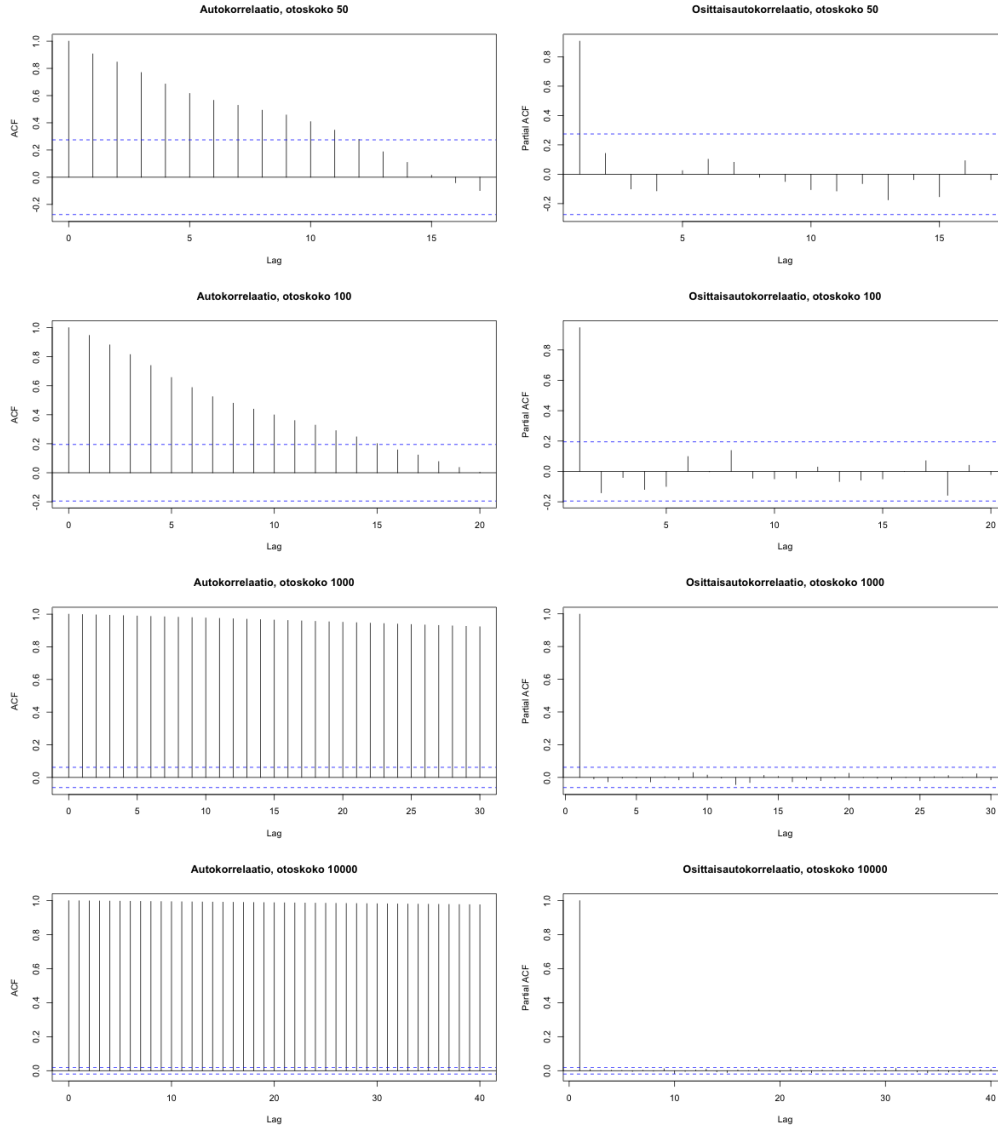 Autokorrelaatio, otoskoko 50
ACF
1.0
0.8
0.6
0.4
0.2
0.0
-0.2
0 5 10 15
Lag
Osittaisautokorrelaatio, otoskoko 50
Partial ACF
0.8
0.6
0.4
0.2
0.0
-0.2
5 10 15
Lag
Autokorrelaatio, otoskoko 100
ACF
1.0
0.8
0.6
0.4
0.2
0.0
-0.2
0 5 10 15 20
Lag
Osittaisautokorrelaatio, otoskoko 100
Partial ACF
0.8
0.6
0.4
0.2
0.0
-0.2
5 10 15 20
Lag
Autokorrelaatio, otoskoko 1000
ACF
1.0
0.8
0.6
0.4
0.2
0.0
0 5 10 15 20 25 30
Lag
Osittaisautokorrelaatio, otoskoko 1000
Partial ACF
1.0
0.8
0.6
0.4
0.2
0.0
0 5 10 15 20 25 30
Lag
Autokorrelaatio, otoskoko 10000
ACF
1.0
0.8
0.6
0.4
0.2
0.0
0 10 20 30 40
Lag
Osittaisautokorrelaatio, otoskoko 10000
Partial ACF
1.0
0.8
0.6
0.4
0.2
0.0
0 10 20 30 40
Lag